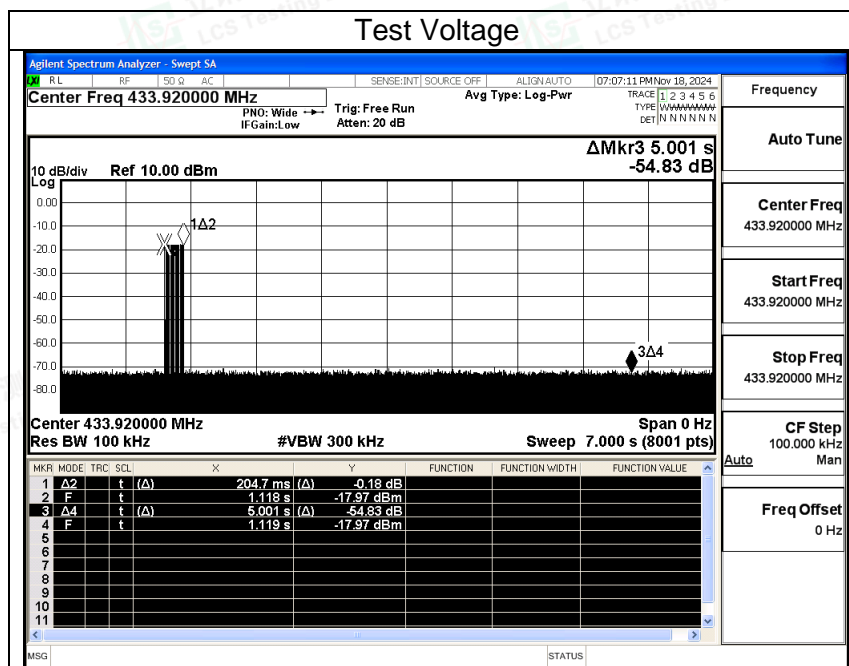 Test Voltage
Agilent Spectrum Analyzer - Swept SA
LXI RL RF 50 Ω AC SENSE:INT SOURCE OFF ALIGN AUTO 07:07:11 PM Nov 18, 2024
Center Freq 433.920000 MHz Avg Type: Log-Pwr TRACE 1 2 3 4 5 6
PNO: Wide Trig: Free Run TYPE WWWWWW
IFGain:Low Atten: 20 dB DET N N N N N N
Frequency
ΔMkr3 5.001 s
-54.83 dB
10 dB/div Ref 10.00 dBm
Log
0.00
-10.0
-20.0
-30.0
-40.0
-50.0
-60.0
-70.0
-80.0
1Δ2
3Δ4
Center 433.920000 MHz Span 0 Hz
Res BW 100 kHz #VBW 300 kHz Sweep 7.000 s (8001 pts)
MKR MODE TRC SCL X Y FUNCTION FUNCTION WIDTH FUNCTION VALUE
1 Δ2 t (Δ) 204.7 ms (Δ) -0.18 dB
2 F t 1.118 s -17.97 dBm
3 Δ4 t (Δ) 5.001 s (Δ) -54.83 dB
4 F t 1.119 s -17.97 dBm
5
6
7
8
9
10
11
Auto Tune
Center Freq
433.920000 MHz
Start Freq
433.920000 MHz
Stop Freq
433.920000 MHz
CF Step
100.000 kHz
Auto Man
Freq Offset
0 Hz
MSG STATUS